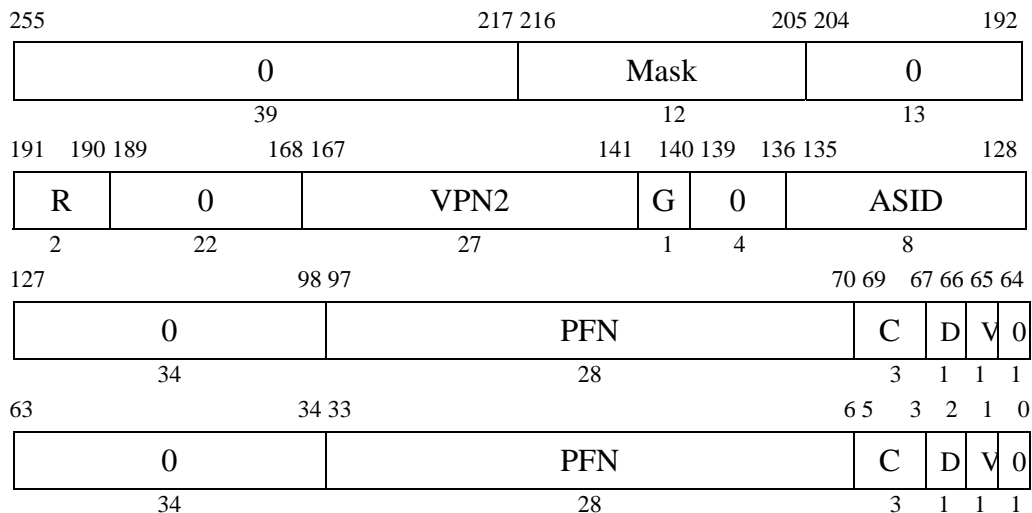 255 217 216 205 204 192
0 Mask 0
39 12 13
191 190 189 168 167 141 140 139 136 135 128
R 0 VPN2 G 0 ASID
2 22 27 1 4 8
127 98 97 70 69 67 66 65 64
0 PFN C D V 0
34 28 3 1 1 1
63 34 33 6 5 3 2 1 0
0 PFN C D V 0
34 28 3 1 1 1